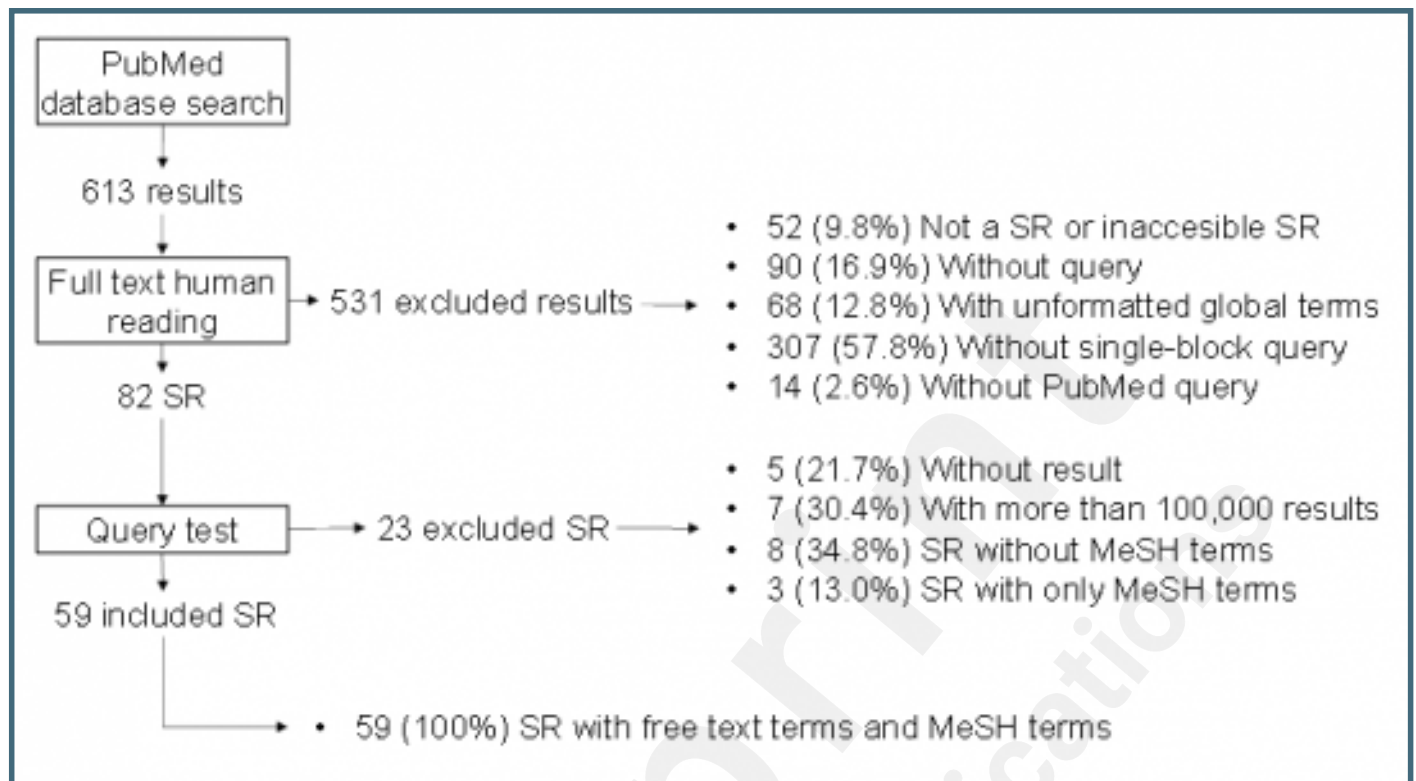 PubMed
database search
613 results
Full text human
reading
531 excluded results
• 52 (9.8%) Not a SR or inaccesible SR
• 90 (16.9%) Without query
• 68 (12.8%) With unformatted global terms
• 307 (57.8%) Without single-block query
• 14 (2.6%) Without PubMed query
82 SR
Query test
23 excluded SR
• 5 (21.7%) Without result
• 7 (30.4%) With more than 100,000 results
• 8 (34.8%) SR without MeSH terms
• 3 (13.0%) SR with only MeSH terms
59 included SR
• 59 (100%) SR with free text terms and MeSH terms